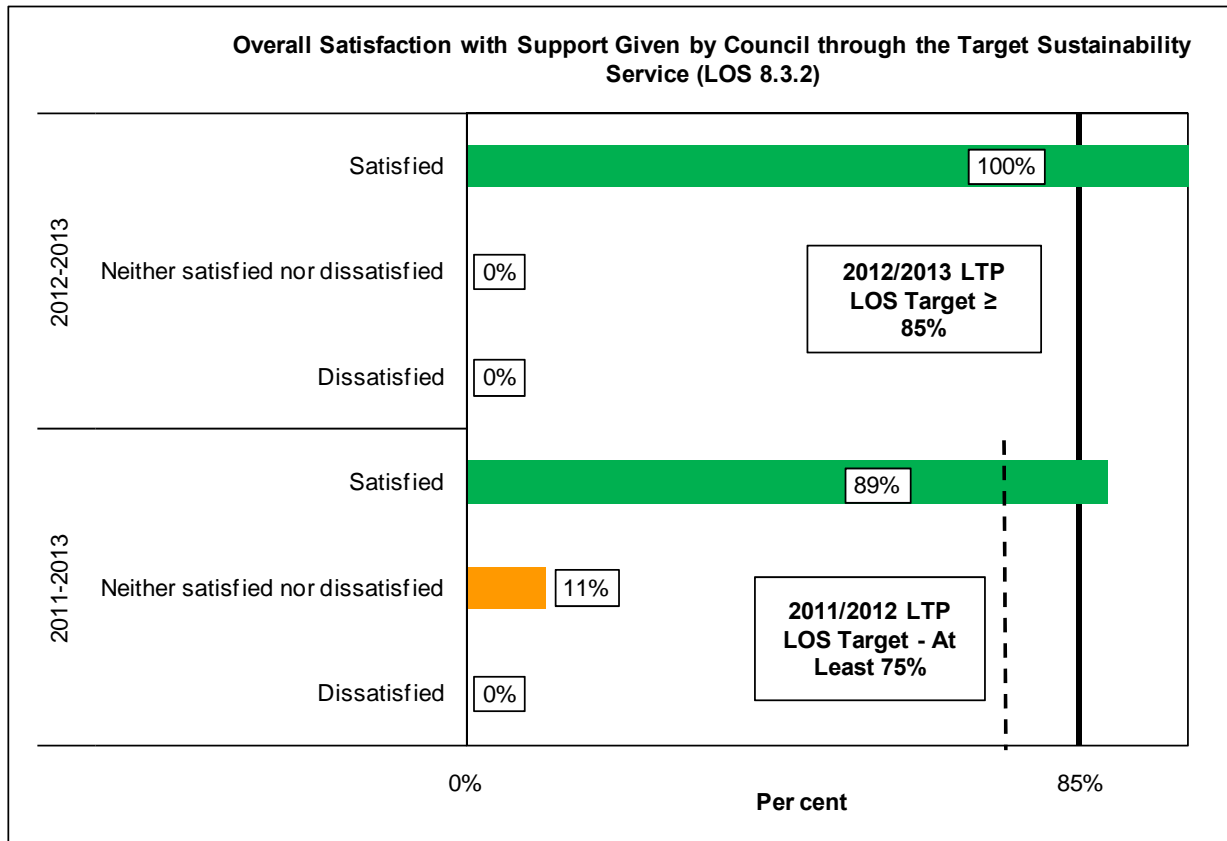 Overall Satisfaction with Support Given by Council through the Target Sustainability
Service (LOS 8.3.2)
2012-2013
Satisfied
100%
Neither satisfied nor dissatisfied
0%
2012/2013 LTP
LOS Target ≥
85%
Dissatisfied
0%
2011-2013
Satisfied
89%
Neither satisfied nor dissatisfied
11%
2011/2012 LTP
LOS Target - At
Least 75%
Dissatisfied
0%
0%
85%
Per cent